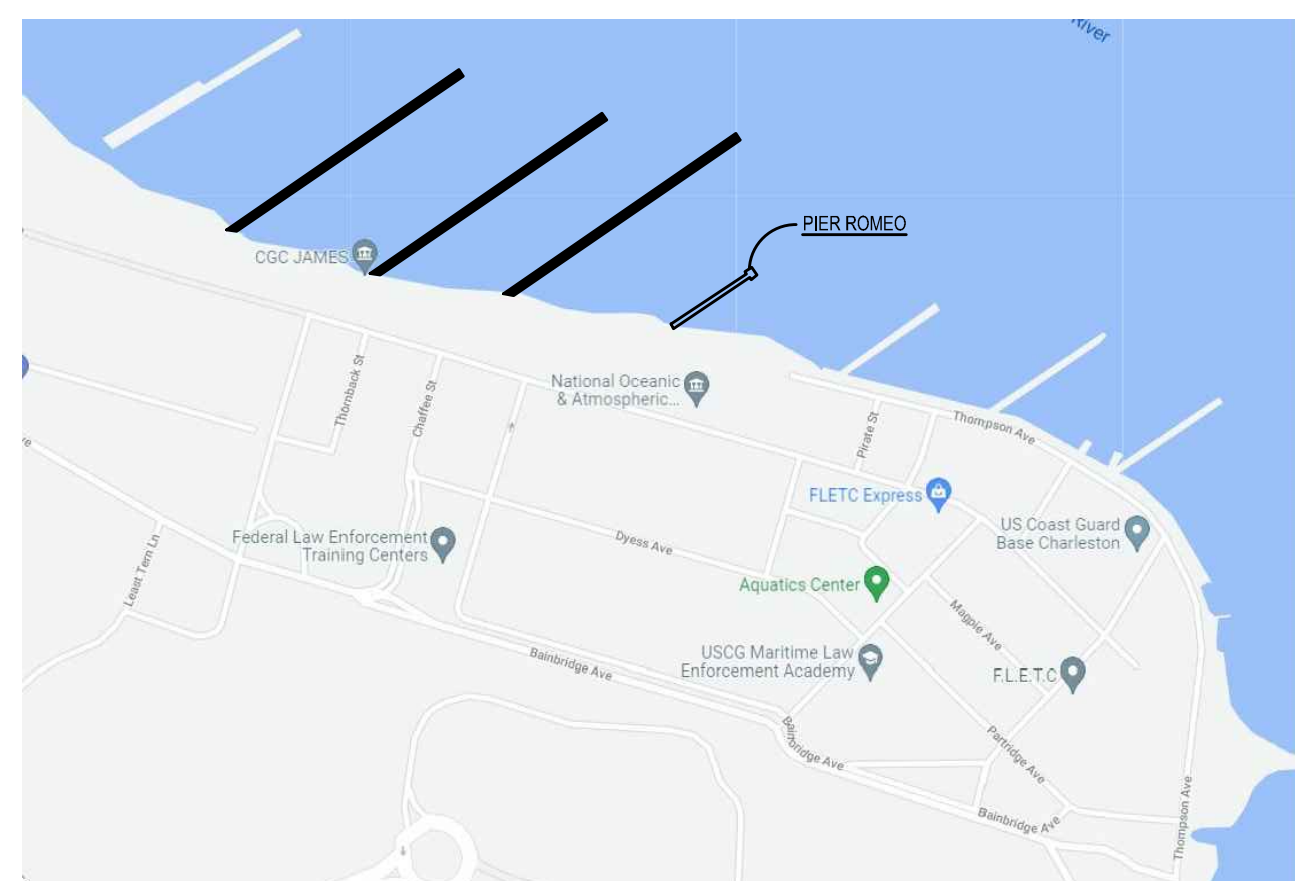 River
PIER ROMEO
CGC JAMES
National Oceanic
& Atmospheric...
Thornback St
Chaffee St
Pirate St
Thompson Ave
FLETC Express
US Coast Guard
Base Charleston
Federal Law Enforcement
Training Centers
Dyess Ave
Least Tern Ln
Aquatics Center
Magpie Ave
USCG Maritime Law
Enforcement Academy
Bainbridge Ave
F.L.E.T.C
Bainbridge Ave
Partridge Ave
Bainbridge Ave
Thompson Ave